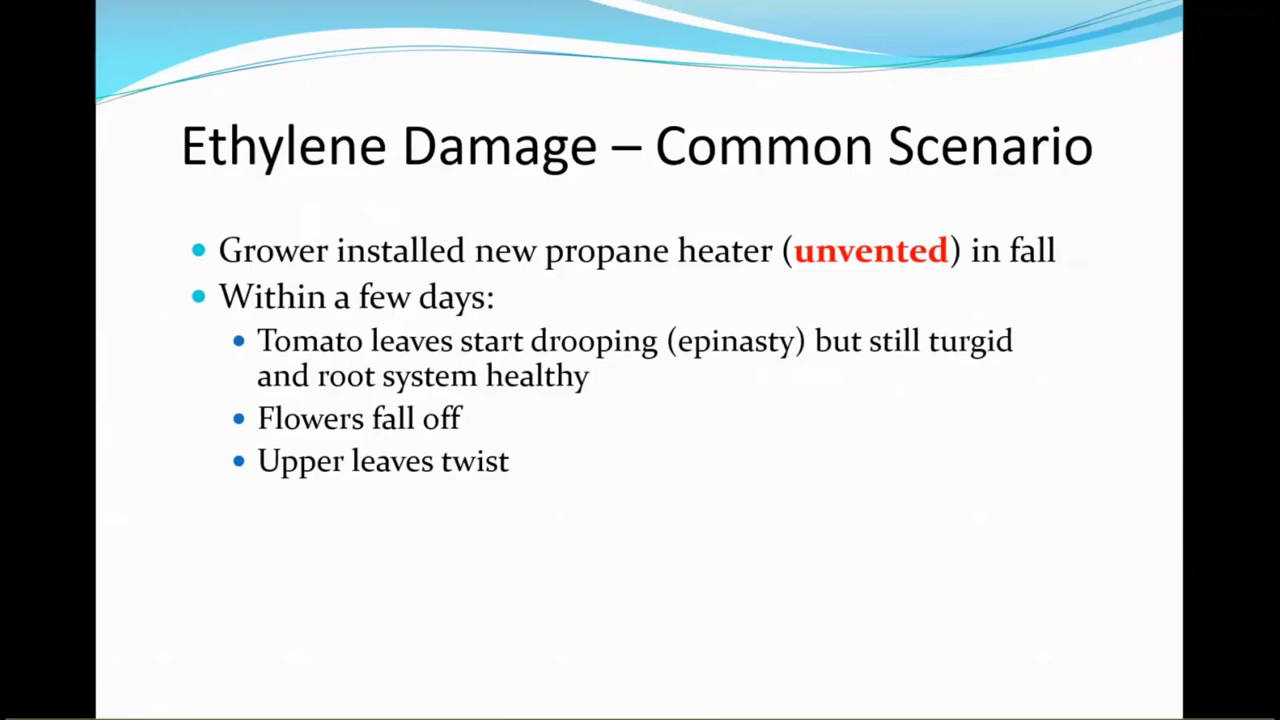 Ethylene Damage – Common Scenario
Grower installed new propane heater (unvented) in fall
Within a few days:
Tomato leaves start drooping (epinasty) but still turgid
and root system healthy
Flowers fall off
Upper leaves twist